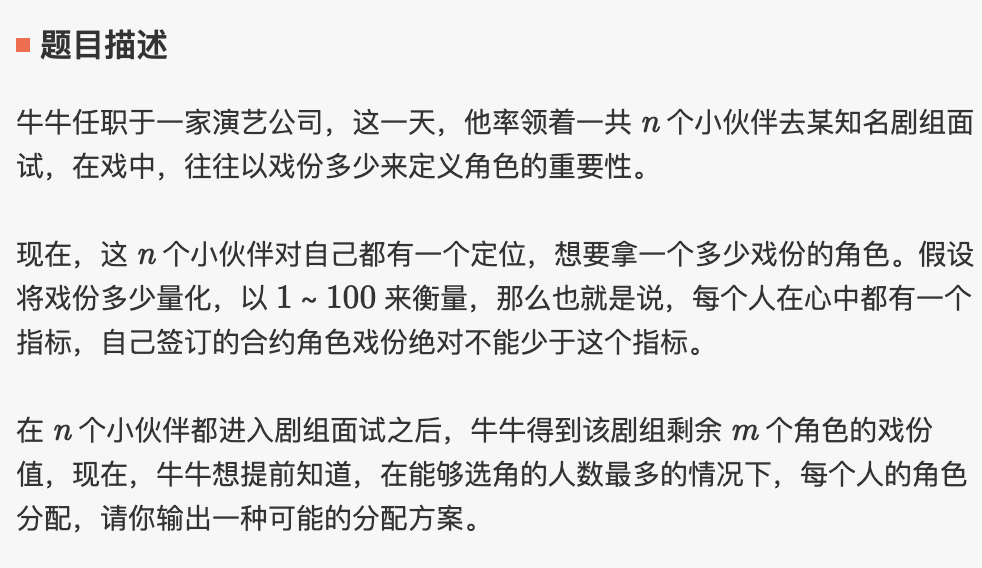 题目描述
牛牛任职于一家演艺公司，这一天，他率领着一共 n 个小伙伴去某知名剧组面
试，在戏中，往往以戏份多少来定义角色的重要性。
现在，这 n 个小伙伴对自己都有一个定位，想要拿一个多少戏份的角色。假设
将戏份多少量化，以 1 ~ 100 来衡量，那么也就是说，每个人在心中都有一个
指标，自己签订的合约角色戏份绝对不能少于这个指标。
在 n 个小伙伴都进入剧组面试之后，牛牛得到该剧组剩余 m 个角色的戏份
值，现在，牛牛想提前知道，在能够选角的人数最多的情况下，每个人的角色
分配，请你输出一种可能的分配方案。